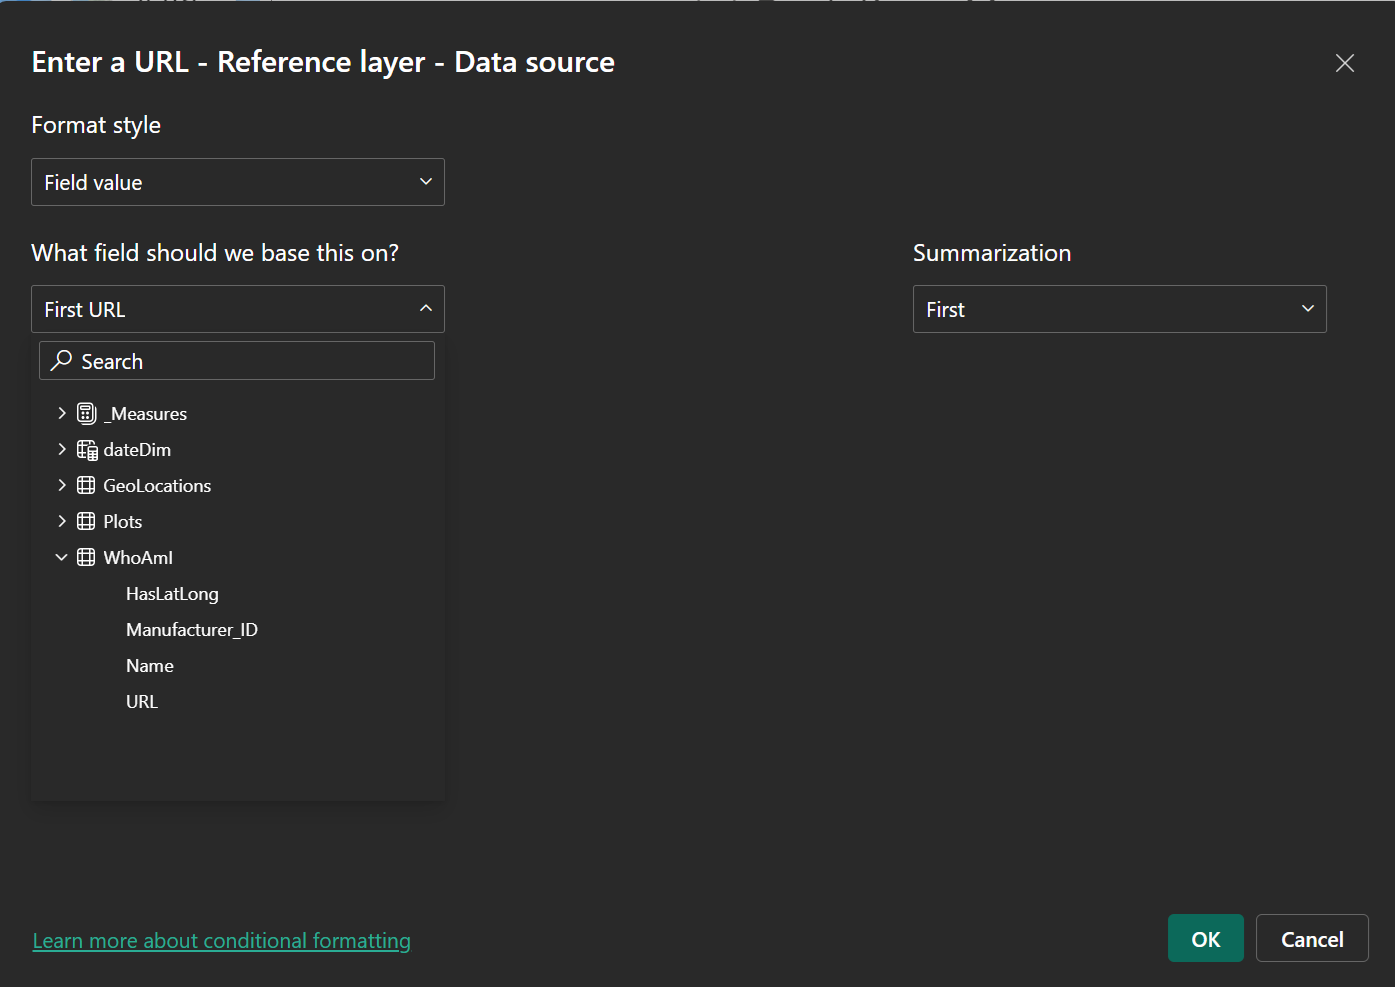 Enter a URL - Reference layer - Data source
Format style
Field value
What field should we base this on?
Summarization
First URL
First
Search
_Measures
dateDim
GeoLocations
Plots
WhoAmI
HasLatLong
Manufacturer_ID
Name
URL
Learn more about conditional formatting
OK
Cancel